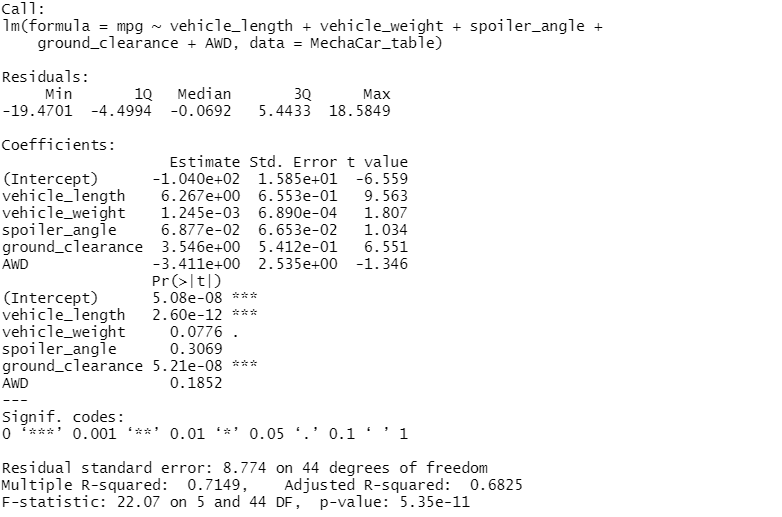 Call:
lm(formula = mpg ~ vehicle_length + vehicle_weight + spoiler_angle +
    ground_clearance + AWD, data = MechaCar_table)

Residuals:
     Min       1Q   Median       3Q      Max
-19.4701  -4.4994  -0.0692   5.4433  18.5849

Coefficients:
                   Estimate Std. Error t value
(Intercept)      -1.040e+02  1.585e+01  -6.559
vehicle_length    6.267e+00  6.553e-01   9.563
vehicle_weight    1.245e-03  6.890e-04   1.807
spoiler_angle     6.877e-02  6.653e-02   1.034
ground_clearance  3.546e+00  5.412e-01   6.551
AWD              -3.411e+00  2.535e+00  -1.346
                 Pr(>|t|)
(Intercept)      5.08e-08 ***
vehicle_length   2.60e-12 ***
vehicle_weight     0.0776 .
spoiler_angle      0.3069
ground_clearance 5.21e-08 ***
AWD                0.1852
---
Signif. codes:
0 ‘***’ 0.001 ‘**’ 0.01 ‘*’ 0.05 ‘.’ 0.1 ‘ ’ 1

Residual standard error: 8.774 on 44 degrees of freedom
Multiple R-squared:  0.7149,    Adjusted R-squared:  0.6825
F-statistic: 22.07 on 5 and 44 DF,  p-value: 5.35e-11